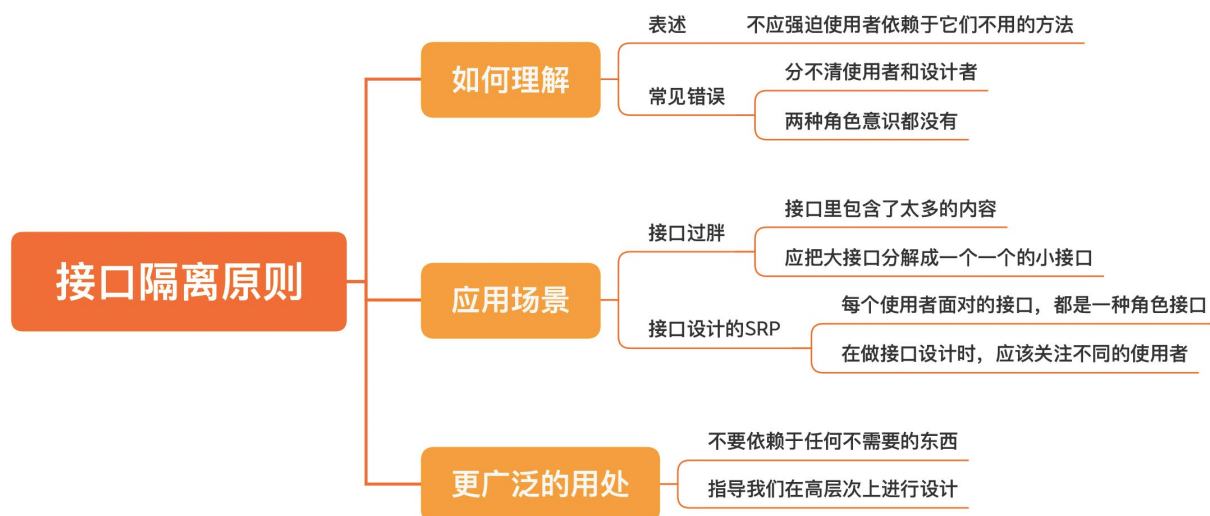 接口隔离原则
如何理解
表述
不应强迫使用者依赖于它们不用的方法
常见错误
分不清使用者和设计者
两种角色意识都没有
应用场景
接口过胖
接口里包含了太多的内容
应把大接口分解成一个一个的小接口
接口设计的SRP
每个使用者面对的接口，都是一种角色接口
在做接口设计时，应该关注不同的使用者
更广泛的用处
不要依赖于任何不需要的东西
指导我们在高层次上进行设计